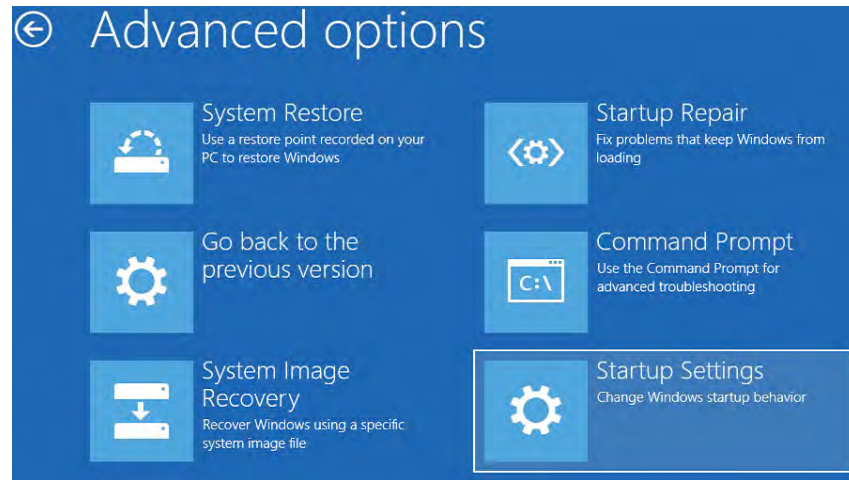 Advanced options
System Restore
Use a restore point recorded on your
PC to restore Windows
Startup Repair
Fix problems that keep Windows from
loading
Go back to the
previous version
C:\
Command Prompt
Use the Command Prompt for
advanced troubleshooting
System Image
Recovery
Recover Windows using a specific
system image file
Startup Settings
Change Windows startup behavior